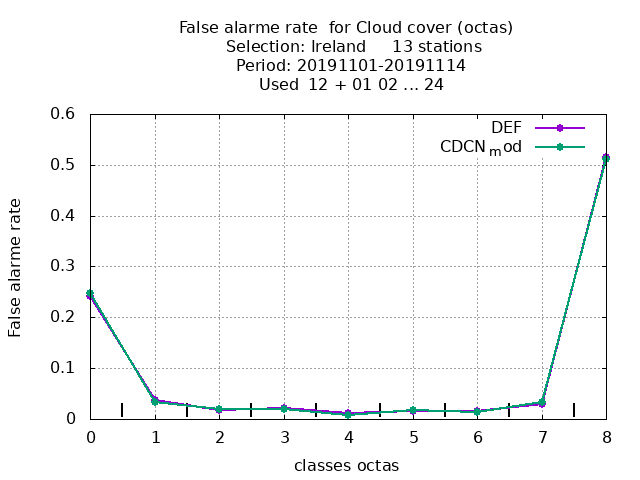 False alarme rate  for Cloud cover (octas)
Selection: Ireland     13 stations
Period: 20191101-20191114
Used  12 + 01 02 ... 24
DEF
CDCN_mod
False alarme rate
0.6
0.5
0.4
0.3
0.2
0.1
0
0 1 2 3 4 5 6 7 8
classes octas